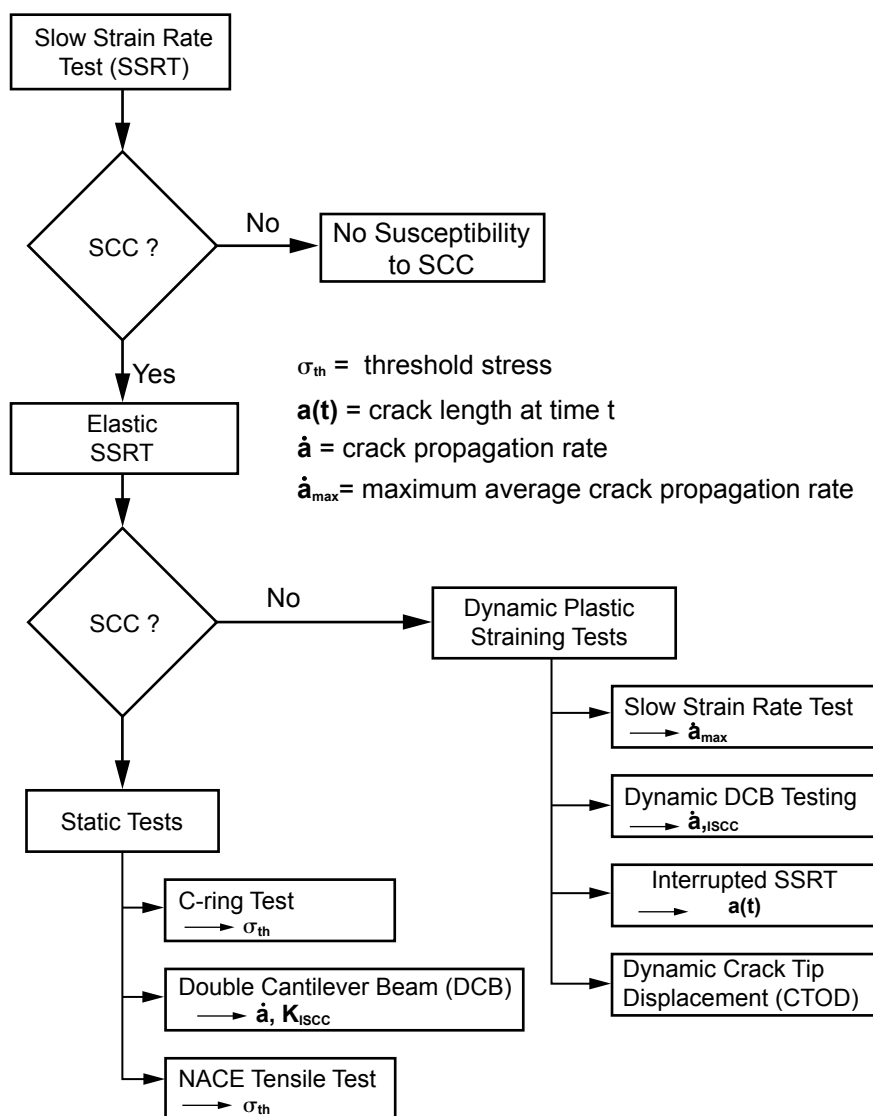 Slow Strain Rate
Test (SSRT)
SCC ?
No
No Susceptibility
to SCC
Yes
σth = threshold stress
a(t) = crack length at time t
ȧ = crack propagation rate
ȧmax= maximum average crack propagation rate
Elastic
SSRT
SCC ?
No
Dynamic Plastic
Straining Tests
Slow Strain Rate Test
ȧmax
Dynamic DCB Testing
ȧ,ISCC
Interrupted SSRT
a(t)
Dynamic Crack Tip
Displacement (CTOD)
Static Tests
C-ring Test
σth
Double Cantilever Beam (DCB)
ȧ, KISCC
NACE Tensile Test
σth